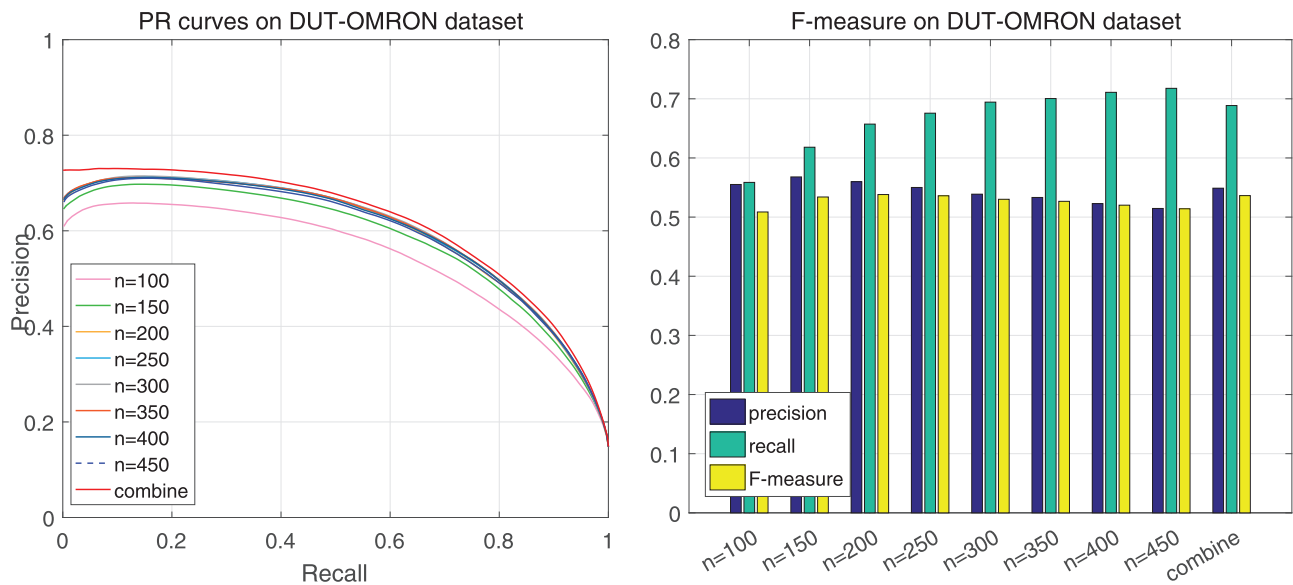 PR curves on DUT-OMRON dataset
1
0.8
0.6
0.4
0.2
0
Precision
n=100
n=150
n=200
n=250
n=300
n=350
n=400
n=450
combine
0
0.2
0.4
0.6
0.8
1
Recall
F-measure on DUT-OMRON dataset
0.8
0.7
0.6
0.5
0.4
0.3
0.2
0.1
0
precision
recall
F-measure
n=100
n=150
n=200
n=250
n=300
n=350
n=400
n=450
combine